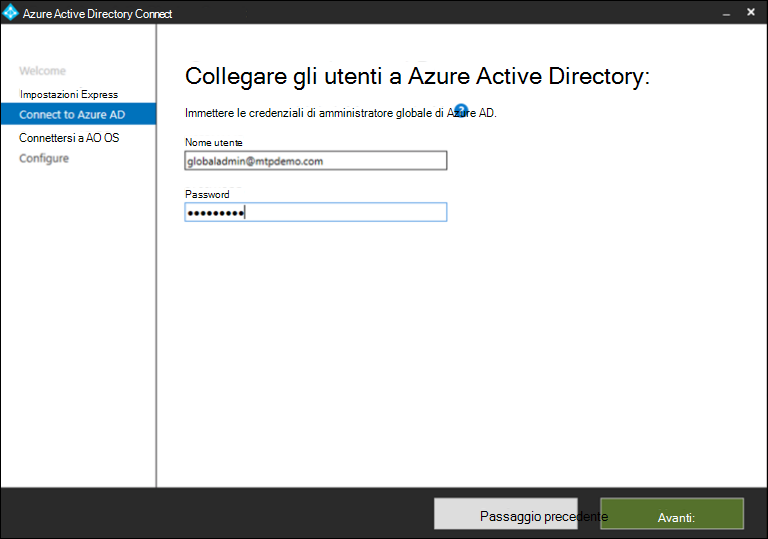 Azure Active Directory Connect
Welcome
Impostazioni Express
Connect to Azure AD
Connettersi a AO OS
Configure
Collegare gli utenti a Azure Active Directory:
Immettere le credenziali di amministratore globale di Azure AD.
?
Nome utente
globaladmin@mtpdemo.com
Password
●●●●●●●●●
Passaggio precedente
Avanti: